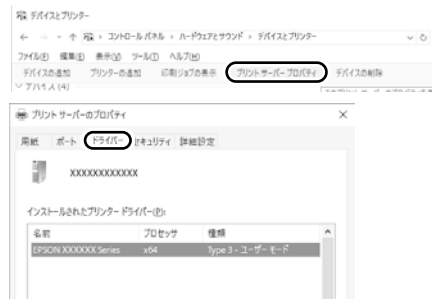 デバイスとプリンター
コントロール パネル › ハードウェアとサウンド › デバイスとプリンター
ファイル(F) 編集(E) 表示(V) ツール(T) ヘルプ(H)
デバイスの追加 プリンターの追加 印刷ジョブの表示 プリント サーバー プロパティ デバイスの削除
デバイス (4)
プリント サーバーのプロパティ
用紙 ポート ドライバー セキュリティ 詳細設定
XXXXXXXXXXXX
インストールされたプリンター ドライバー(P):
名前 プロセッサ 種類
EPSON XXXXXX Series x64 Type 3 - ユーザー モード